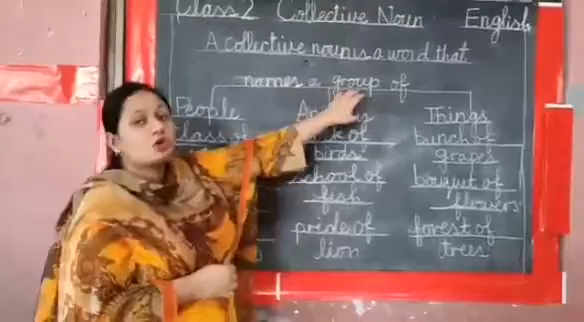 Class 2 Collective Noun English
A collective noun is a word that
names a group of
People Things
Class of of bunch of
birds grapes
school of bouquet of
fish flowers
pride of forest of
lion trees